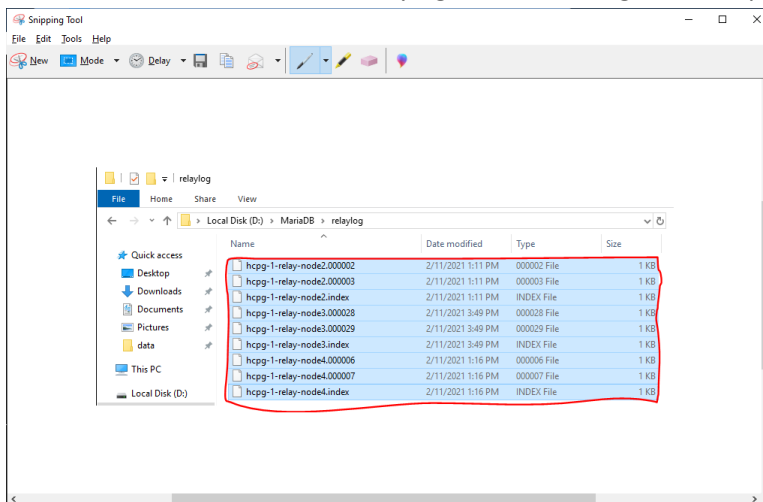 Snipping Tool
File Edit Tools Help
New Mode Delay
relaylog
File Home Share View
Local Disk (D:) > MariaDB > relaylog
Name Date modified Type Size
Quick access
Desktop
Downloads
Documents
Pictures
data
This PC
Local Disk (D:)
hcpg-1-relay-node2.000002 2/11/2021 1:11 PM 000002 File 1 KB
hcpg-1-relay-node2.000003 2/11/2021 1:11 PM 000003 File 1 KB
hcpg-1-relay-node2.index 2/11/2021 1:11 PM INDEX File 1 KB
hcpg-1-relay-node3.000028 2/11/2021 3:49 PM 000028 File 1 KB
hcpg-1-relay-node3.000029 2/11/2021 3:49 PM 000029 File 1 KB
hcpg-1-relay-node3.index 2/11/2021 3:49 PM INDEX File 1 KB
hcpg-1-relay-node4.000006 2/11/2021 1:16 PM 000006 File 1 KB
hcpg-1-relay-node4.000007 2/11/2021 1:16 PM 000007 File 1 KB
hcpg-1-relay-node4.index 2/11/2021 1:16 PM INDEX File 1 KB